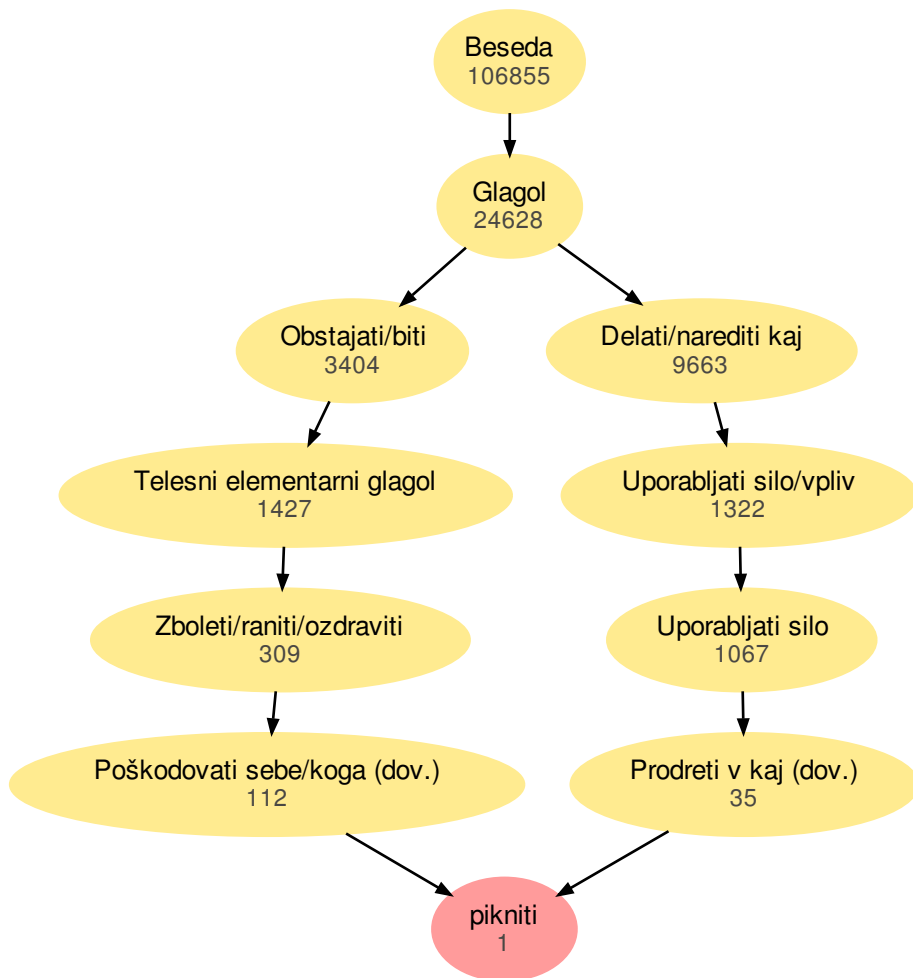 Beseda
106855
Glagol
24628
Obstajati/biti
3404
Delati/narediti kaj
9663
Telesni elementarni glagol
1427
Uporabljati silo/vpliv
1322
Zboleti/raniti/ozdraviti
309
Uporabljati silo
1067
Poškodovati sebe/koga (dov.)
112
Prodreti v kaj (dov.)
35
pikniti
1